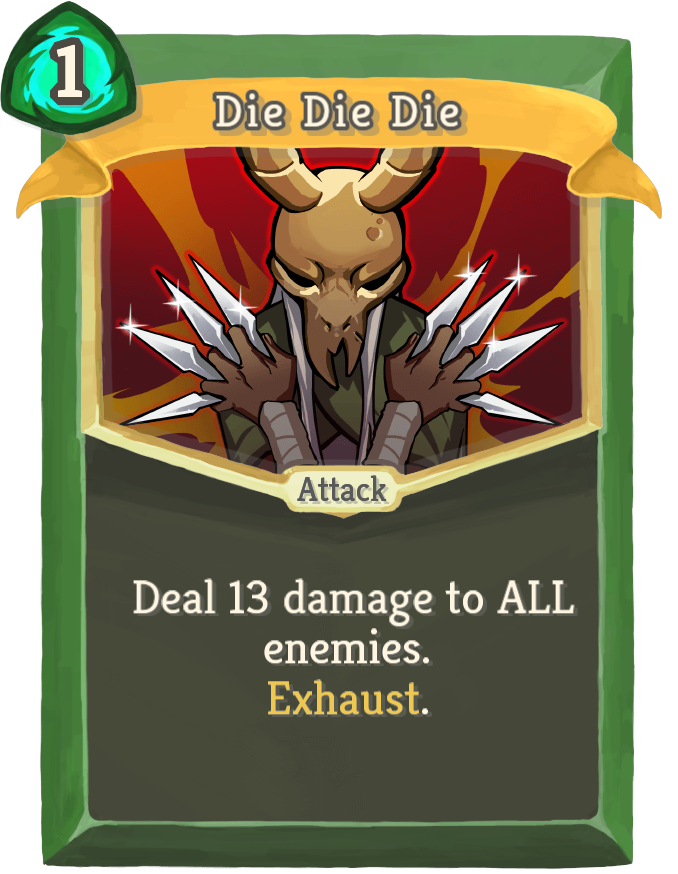 1
Die Die Die
Attack
Deal 13 damage to ALL
enemies.
Exhaust.